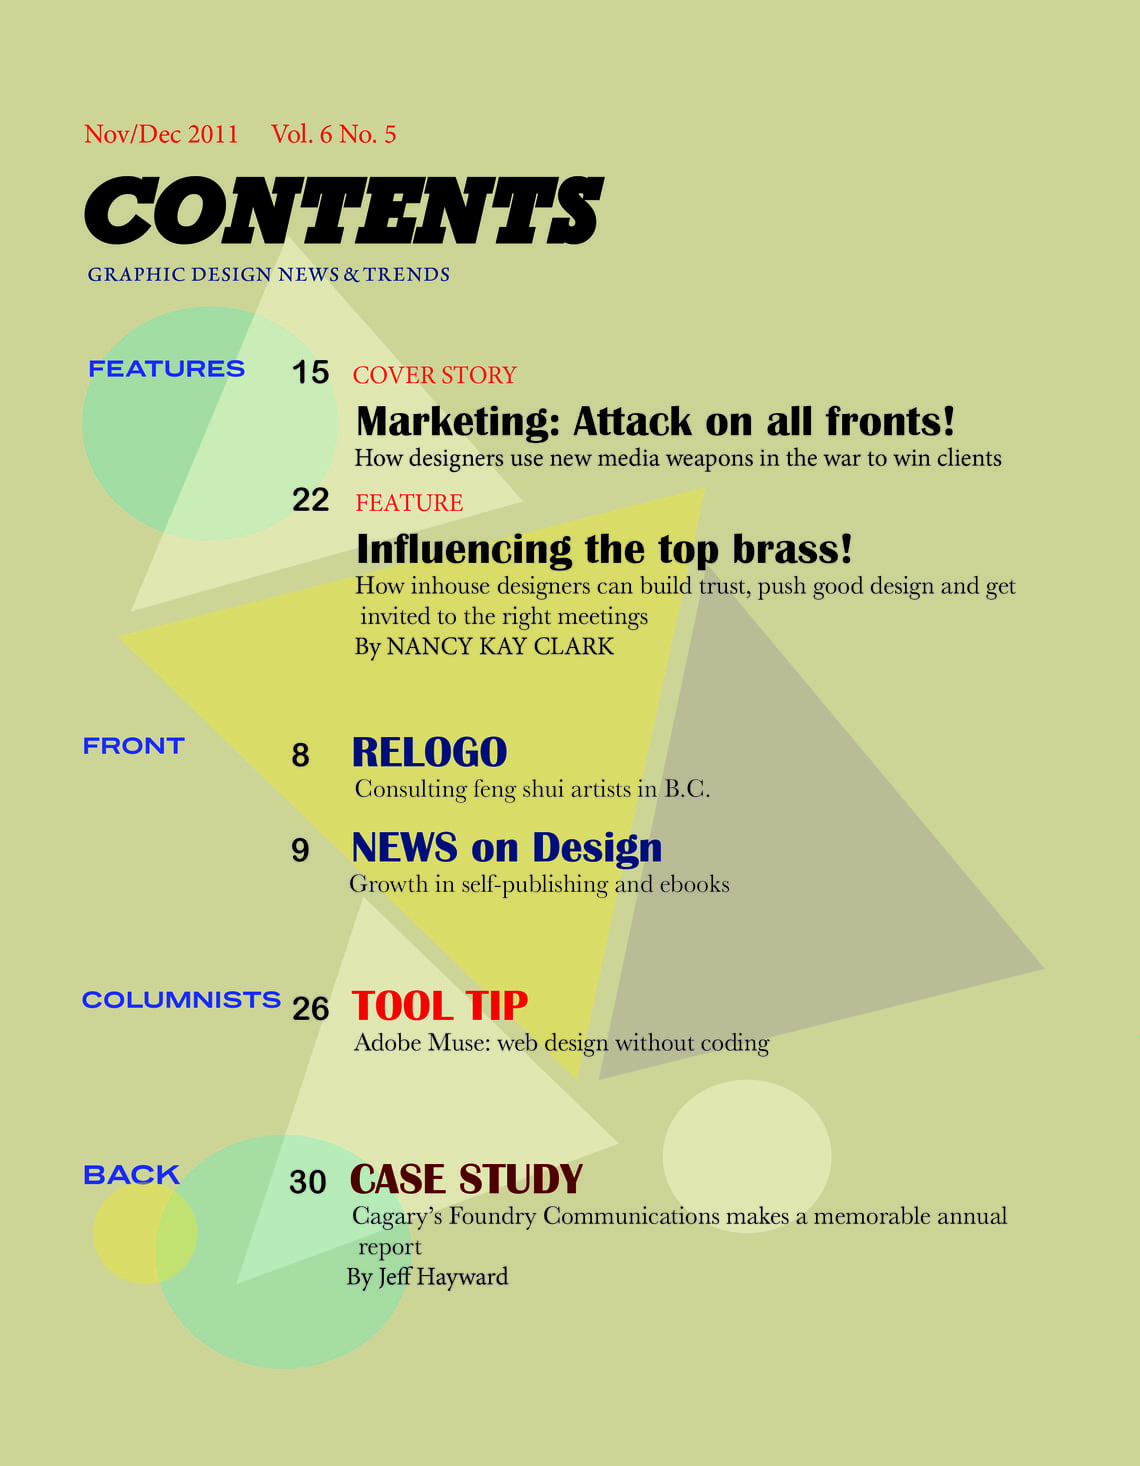 Nov/Dec 2011 Vol. 6 No. 5
CONTENTS
GRAPHIC DESIGN NEWS & TRENDS
FEATURES 15 COVER STORY
Marketing: Attack on all fronts!
How designers use new media weapons in the war to win clients
22 FEATURE
Influencing the top brass!
How inhouse designers can build trust, push good design and get
invited to the right meetings
By NANCY KAY CLARK
FRONT 8 RELOGO
Consulting feng shui artists in B.C.
9 NEWS on Design
Growth in self-publishing and ebooks
COLUMNISTS 26 TOOL TIP
Adobe Muse: web design without coding
BACK 30 CASE STUDY
Cagary's Foundry Communications makes a memorable annual
report
By Jeff Hayward